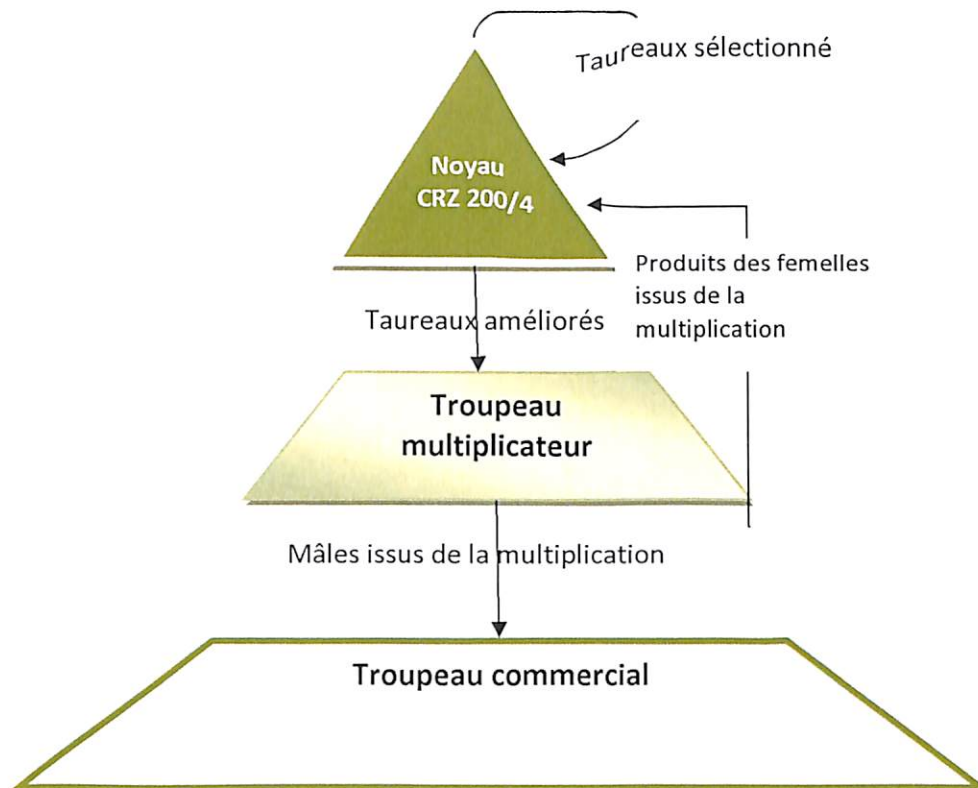 Taureaux sélectionné
Noyau
CRZ 200/4
Produits des femelles
issus de la
multiplication
Taureaux améliorés
Troupeau
multiplicateur
Mâles issus de la multiplication
Troupeau commercial